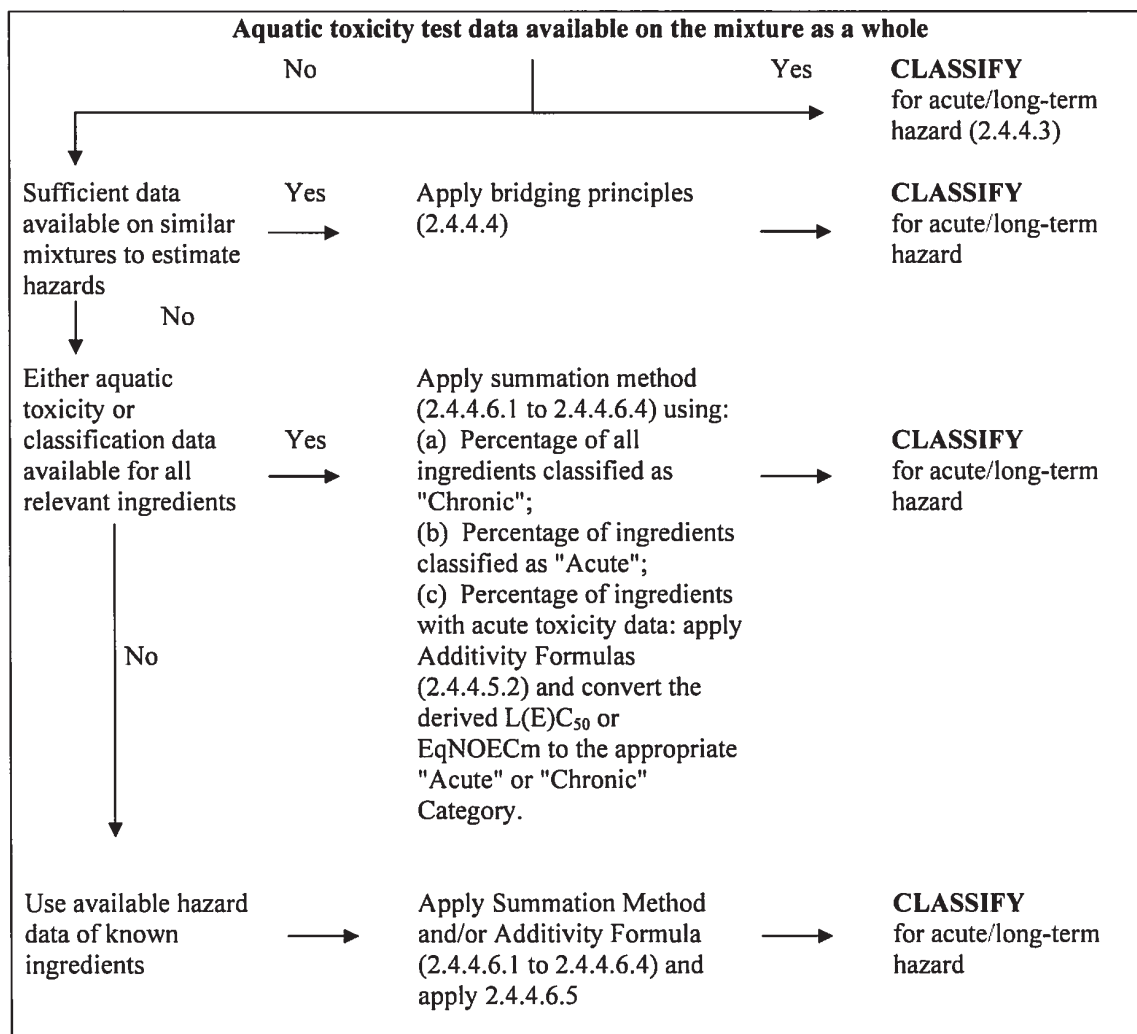 Aquatic toxicity test data available on the mixture as a whole
No
Yes
CLASSIFY
for acute/long-term
hazard (2.4.4.3)
Sufficient data
available on similar
mixtures to estimate
hazards
Yes
Apply bridging principles
(2.4.4.4)
CLASSIFY
for acute/long-term
hazard
No
Either aquatic
toxicity or
classification data
available for all
relevant ingredients
Yes
Apply summation method
(2.4.4.6.1 to 2.4.4.6.4) using:
(a) Percentage of all
ingredients classified as
"Chronic";
(b) Percentage of ingredients
classified as "Acute";
(c) Percentage of ingredients
with acute toxicity data: apply
Additivity Formulas
(2.4.4.5.2) and convert the
derived L(E)C₅₀ or
EqNOECm to the appropriate
"Acute" or "Chronic"
Category.
CLASSIFY
for acute/long-term
hazard
No
Use available hazard
data of known
ingredients
Apply Summation Method
and/or Additivity Formula
(2.4.4.6.1 to 2.4.4.6.4) and
apply 2.4.4.6.5
CLASSIFY
for acute/long-term
hazard